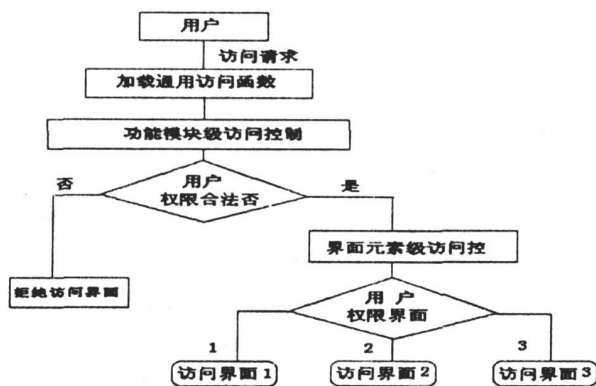 用户
访问请求
加载通用访问函数
功能模块级访问控制
用户
权限合法否
否
是
界面元素级访问控
拒绝访问界面
用 户
权限界面
1
2
3
访问界面1
访问界面2
访问界面3